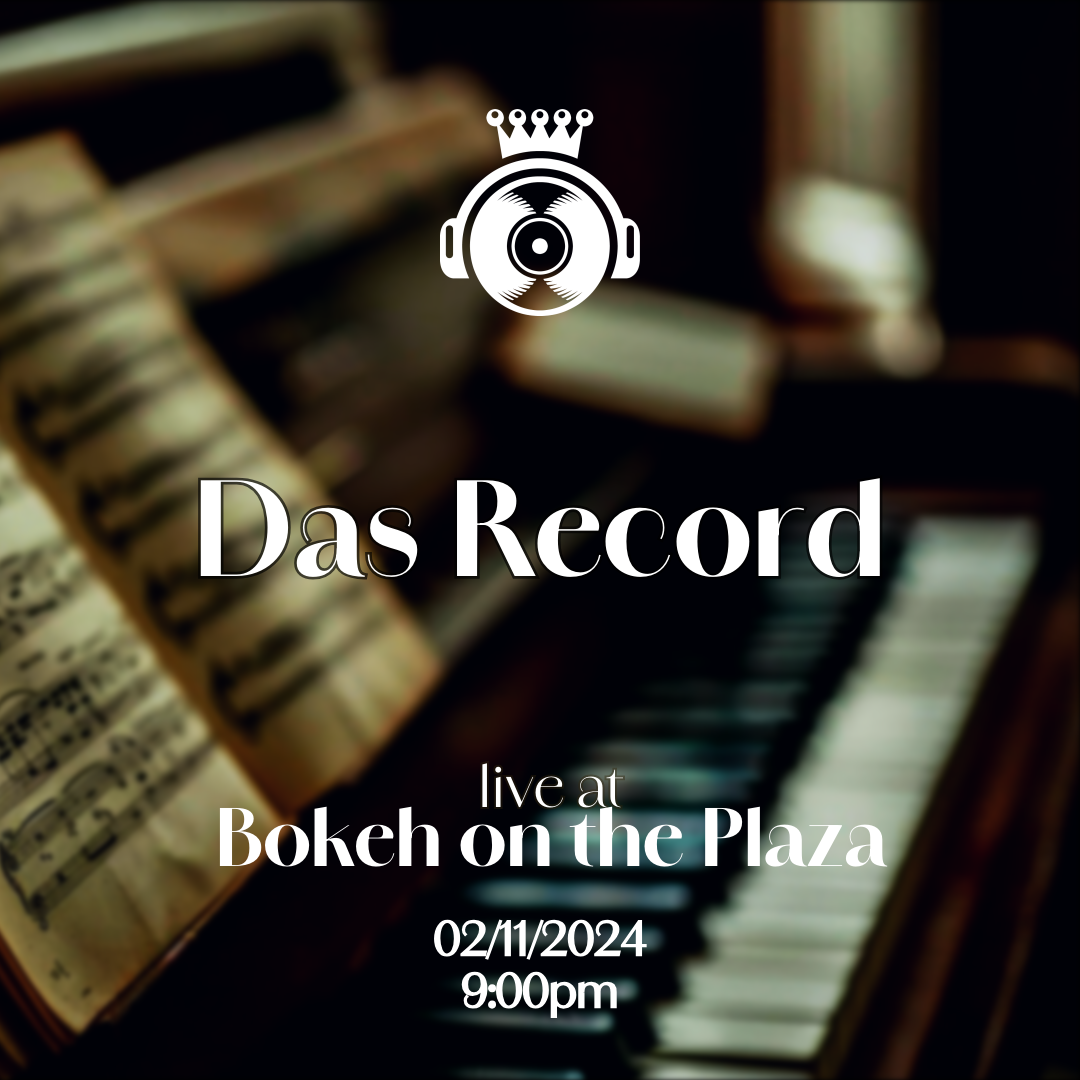 Das Record
live at
Bokeh on the Plaza
02/11/2024
9:00pm